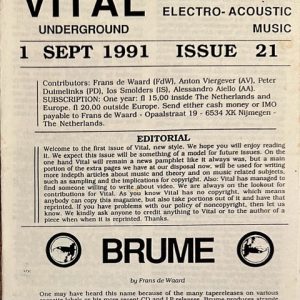 VITAL
UNDERGROUND
ELECTRO-ACOUSTIC
MUSIC
1 SEPT 1991 ISSUE 21
Contributors: Frans de Waard (FdW), Anton Viergever (AV), Peter
Duimelinks (PD), Ios Smolders (IS), Alessandro Aiello (AA).
SUBSCRIPTION: One year: fl 15,00 inside The Netherlands and
Europe. fl 20,00 outside Europe. Send either cash money or IMO
payable to Frans de Waard - Opaalstraat 19 - 6534 XK Nijmegen
- The Netherlands.
EDITORIAL
Welcome to the first issue of Vital, new style. We hope you will enjoy reading
it. We expect this issue will be something of a model for future issues. On the
one hand Vital will remain a news pamphlet like it always was, but a main
portion of the extra pages we have at our disposal now, will be used for writing
more indepth articles about music and theory and on music related subjects,
such as sampling and the implications for copyright. Also: Vital has managed to
find someone willing to write about video. We are always on the lookout for
contributions for Vital. As you know Vital has no copyright, which means
anybody can copy this magazine, but also take portions out of it and have that
reprinted. If you have problems with our policy of noncopyright, then let us
know. We kindly ask anyone to credit anything to Vital or to the author of a
piece when when it is reprinted. Thanks.
BRUME
by Frans de Waard
One may have heard this name because of the many tapereleases on various